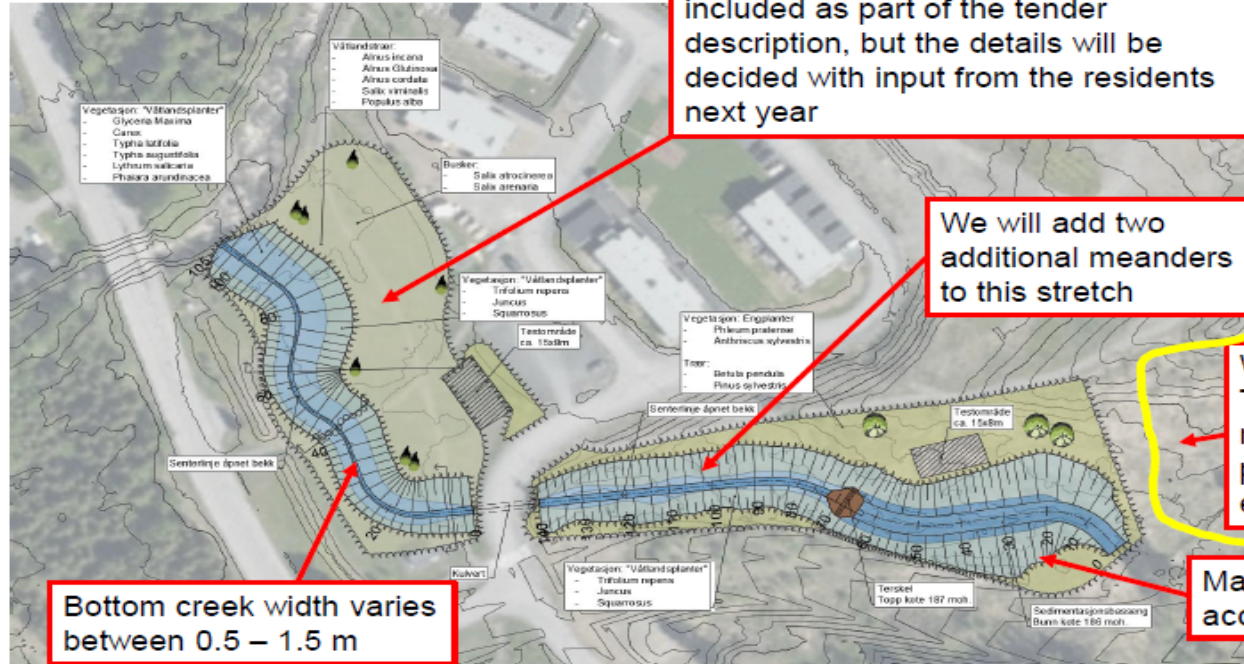 included as part of the tender
description, but the details will be
decided with input from the residents
next year
Våtlandstrær:
- Alnus incana
- Alnus Glutinosa
- Alnus cordata
- Salix viminalis
- Populus alba
Vegetasjon: "Våtlandsplanter"
- Glyceria Maxima
- Carex
- Typha latifolia
- Typha augustifolia
- Lythrum salicaria
- Phalara arundinacea
Busker:
- Salix atrocinerea
- Salix arenaria
We will add two
additional meanders
to this stretch
Vegetasjon: "Våtlandsplanter"
- Trifolium repens
- Juncus
- Squarrosus
Testområde
ca. 15x8m
Vegetasjon: Engplanter
- Phleum pratense
- Anthriscus sylvestris
Trær:
- Betula pendula
- Pinus sylvestris
Senterlinje åpnet bekk
Testområde
ca. 15x8m
Senterlinje åpnet bekk
Kulvert
Vegetasjon: "Våtlandsplanter"
- Trifolium repens
- Juncus
- Squarrosus
Terskel
Topp kote 187 moh.
Sedimentasjonsbasseng
Bunn kote 186 moh.
Bottom creek width varies
between 0.5 – 1.5 m
Ma
acc